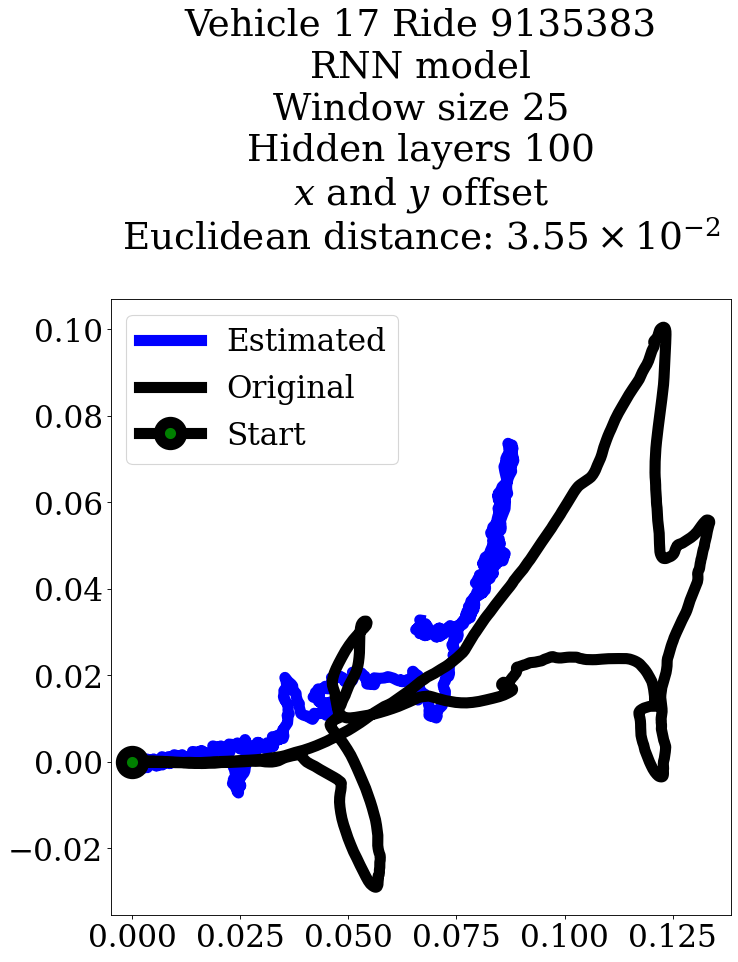 Vehicle 17 Ride 9135383
RNN model
Window size 25
Hidden layers 100
x and y offset
Euclidean distance: 3.55 × 10⁻²
Estimated
Original
Start
0.10
0.08
0.06
0.04
0.02
0.00
−0.02
0.000 0.025 0.050 0.075 0.100 0.125